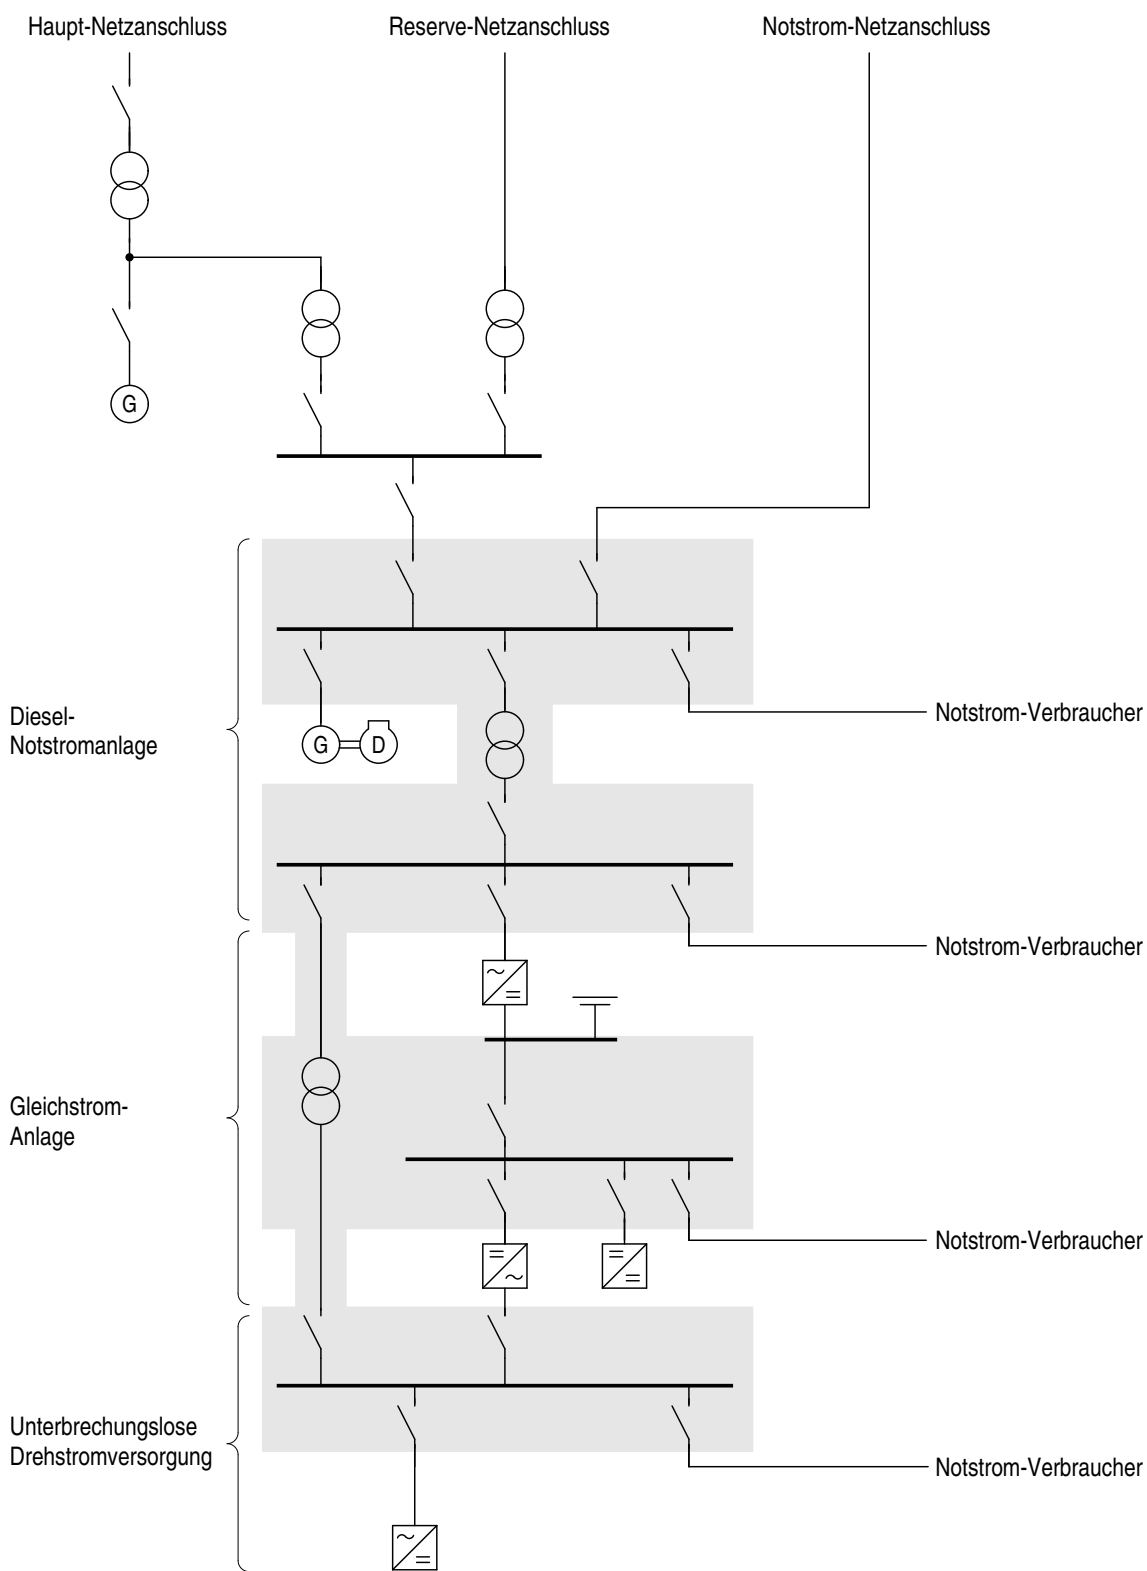 Haupt-Netzanschluss
Reserve-Netzanschluss
Notstrom-Netzanschluss
G
Diesel-
Notstromanlage
G
D
Notstrom-Verbraucher
Notstrom-Verbraucher
Gleichstrom-
Anlage
Notstrom-Verbraucher
Unterbrechungslose
Drehstromversorgung
Notstrom-Verbraucher